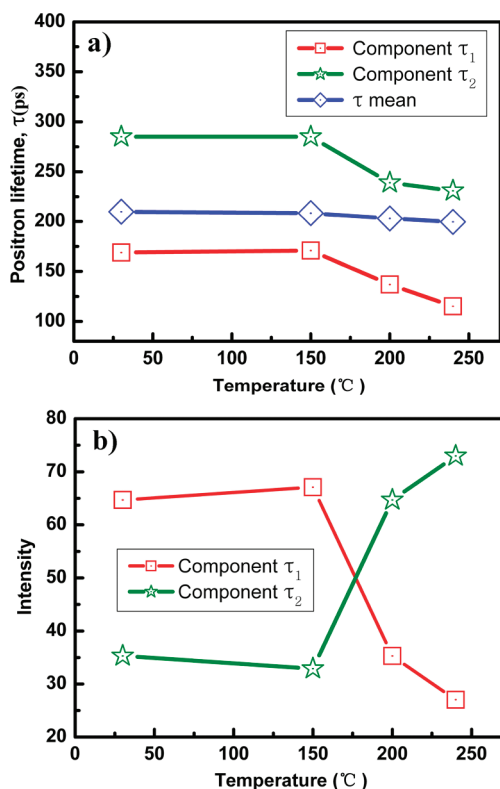 a)
Component τ1
Component τ2
τ mean
400
350
300
250
200
150
100
Positron lifetime, τ(ps)
0 50 100 150 200 250
Temperature (℃)
b)
80
70
60
50
40
30
20
Intensity
Component τ1
Component τ2
0 50 100 150 200 250
Temperature (℃)